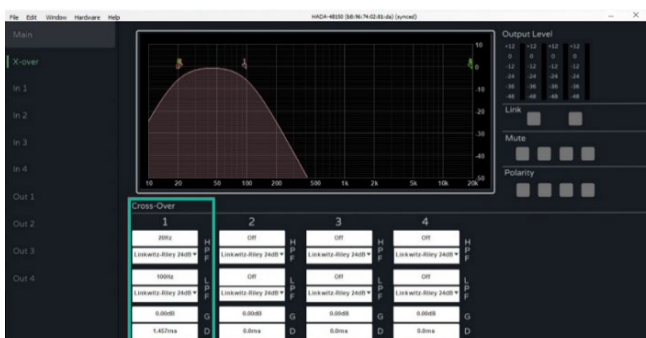 File Edit Window Hardware Help
HADA-48150 (b8:96:74:02:81:da) (synced)
Main
X-over
In 1
In 2
In 3
In 4
Out 1
Out 2
Out 3
Out 4
10
0
-10
-20
-30
-40
-50
10 20 50 100 200 500 1k 2k 5k 10k 20k
Output Level
+12 +12 +12 +12
0 0 0 0
-12 -12 -12 -12
-24 -24 -24 -24
-36 -36 -36 -36
-48 -48 -48 -48
Link
Mute
Polarity
Cross-Over
1 2 3 4
20Hz Off Off Off
Linkwitz-Riley 24dB Linkwitz-Riley 24dB Linkwitz-Riley 24dB Linkwitz-Riley 24dB
HPF HPF HPF HPF
100Hz Off Off Off
Linkwitz-Riley 24dB Linkwitz-Riley 24dB Linkwitz-Riley 24dB Linkwitz-Riley 24dB
LPF LPF LPF LPF
0.00dB G 0.00dB G 0.00dB G 0.00dB G
1.457ms D 0.0ms D 0.0ms D 0.0ms D